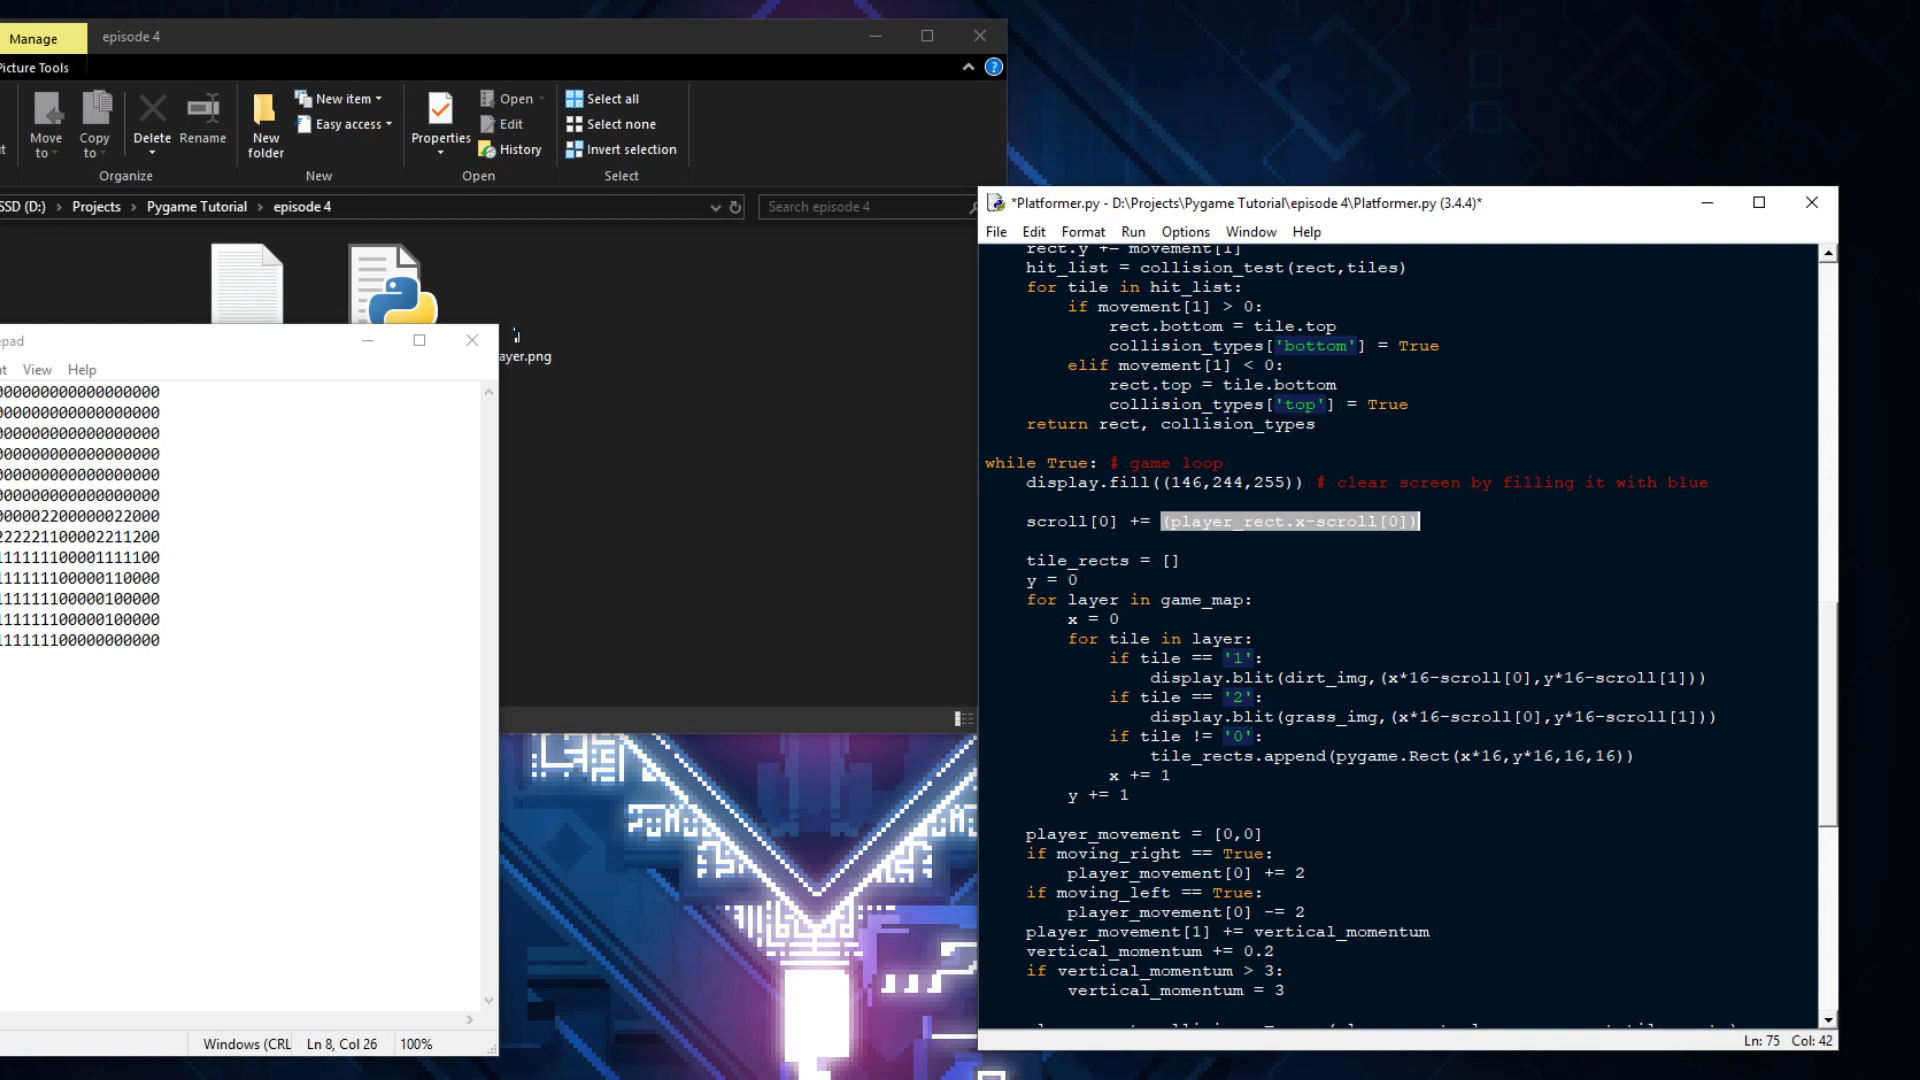 Manage
episode 4
Picture Tools
Move to
Copy to
Delete
Rename
New folder
New item
Easy access
Properties
Open
Edit
History
Select all
Select none
Invert selection
Organize
New
Open
Select
SSD (D:) > Projects > Pygame Tutorial > episode 4
Search episode 4
ayer.png
epad
View Help
000000000000000000
000000000000000000
000000000000000000
000000000000000000
000000000000000000
000000000000000000
000002200000022000
222221100002211200
111111100001111100
111111100000110000
111111100000100000
111111100000100000
111111100000000000
Windows (CRL
Ln 8, Col 26
100%
*Platformer.py - D:\Projects\Pygame Tutorial\episode 4\Platformer.py (3.4.4)*
File Edit Format Run Options Window Help
rect.y += movement[1]
hit_list = collision_test(rect,tiles)
for tile in hit_list:
if movement[1] > 0:
rect.bottom = tile.top
collision_types['bottom'] = True
elif movement[1] < 0:
rect.top = tile.bottom
collision_types['top'] = True
return rect, collision_types
while True: # game loop
display.fill((146,244,255)) # clear screen by filling it with blue
scroll[0] += (player_rect.x-scroll[0])
tile_rects = []
y = 0
for layer in game_map:
x = 0
for tile in layer:
if tile == '1':
display.blit(dirt_img,(x*16-scroll[0],y*16-scroll[1]))
if tile == '2':
display.blit(grass_img,(x*16-scroll[0],y*16-scroll[1]))
if tile != '0':
tile_rects.append(pygame.Rect(x*16,y*16,16,16))
x += 1
y += 1
player_movement = [0,0]
if moving_right == True:
player_movement[0] += 2
if moving_left == True:
player_movement[0] -= 2
player_movement[1] += vertical_momentum
vertical_momentum += 0.2
if vertical_momentum > 3:
vertical_momentum = 3
Ln: 75 Col: 42